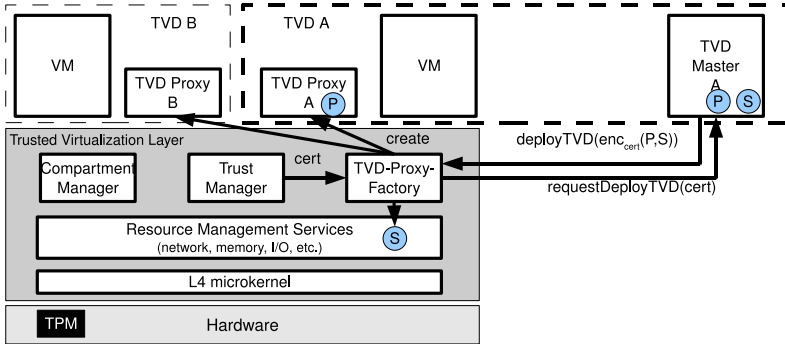 TVD B
TVD A
VM
TVD Proxy
B
TVD Proxy
A
P
VM
TVD
Master
A
P
S
Trusted Virtualization Layer
create
deployTVD(enc_cert(P,S))
cert
Compartment
Manager
Trust
Manager
TVD-Proxy-
Factory
requestDeployTVD(cert)
Resource Management Services
(network, memory, I/O, etc.)
S
L4 microkernel
TPM
Hardware